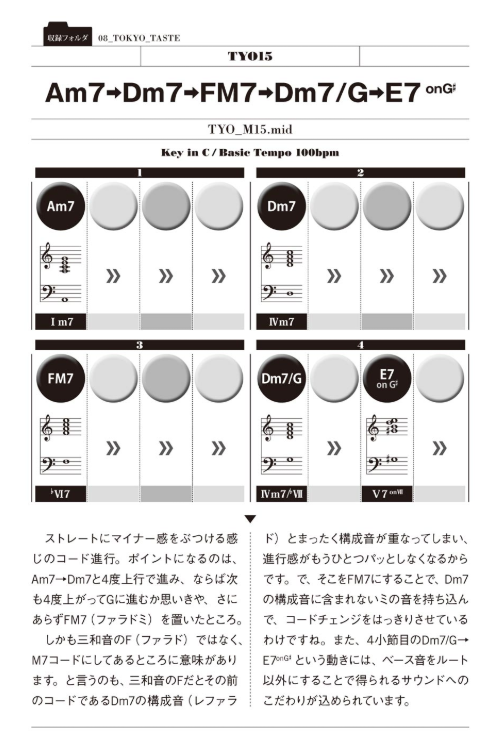 収録フォルダ 08_TOKYO_TASTE
TYO15
Am7→Dm7→FM7→Dm7/G→E7 onG♯
TYO_M15.mid
Key in C / Basic Tempo 100bpm
1
2
Am7
Dm7
Ⅰm7
Ⅳm7
3
4
FM7
Dm7/G
E7
on G♯
♭Ⅵ7
Ⅳm7/♭Ⅶ
Ⅴ7 onⅦ
ストレートにマイナー感をぶつける感
じのコード進行。ポイントになるのは、
Am7→Dm7と4度上行で進み、ならば次
も4度上がってGに進むか思いきや、さに
あらずFM7（ファラドミ）を置いたところ。
しかも三和音のF（ファラド）ではなく、
M7コードにしてあるところに意味があり
ます。と言うのも、三和音のFだとその前
のコードであるDm7の構成音（レファラ
ド）とまったく構成音が重なってしまい、
進行感がもうひとつパッとしなくなるから
です。で、そこをFM7にすることで、Dm7
の構成音に含まれないミの音を持ち込ん
で、コードチェンジをはっきりさせている
わけですね。また、4小節目のDm7/G→
E7onG♯ という動きには、ベース音をルート
以外にすることで得られるサウンドへの
こだわりが込められています。